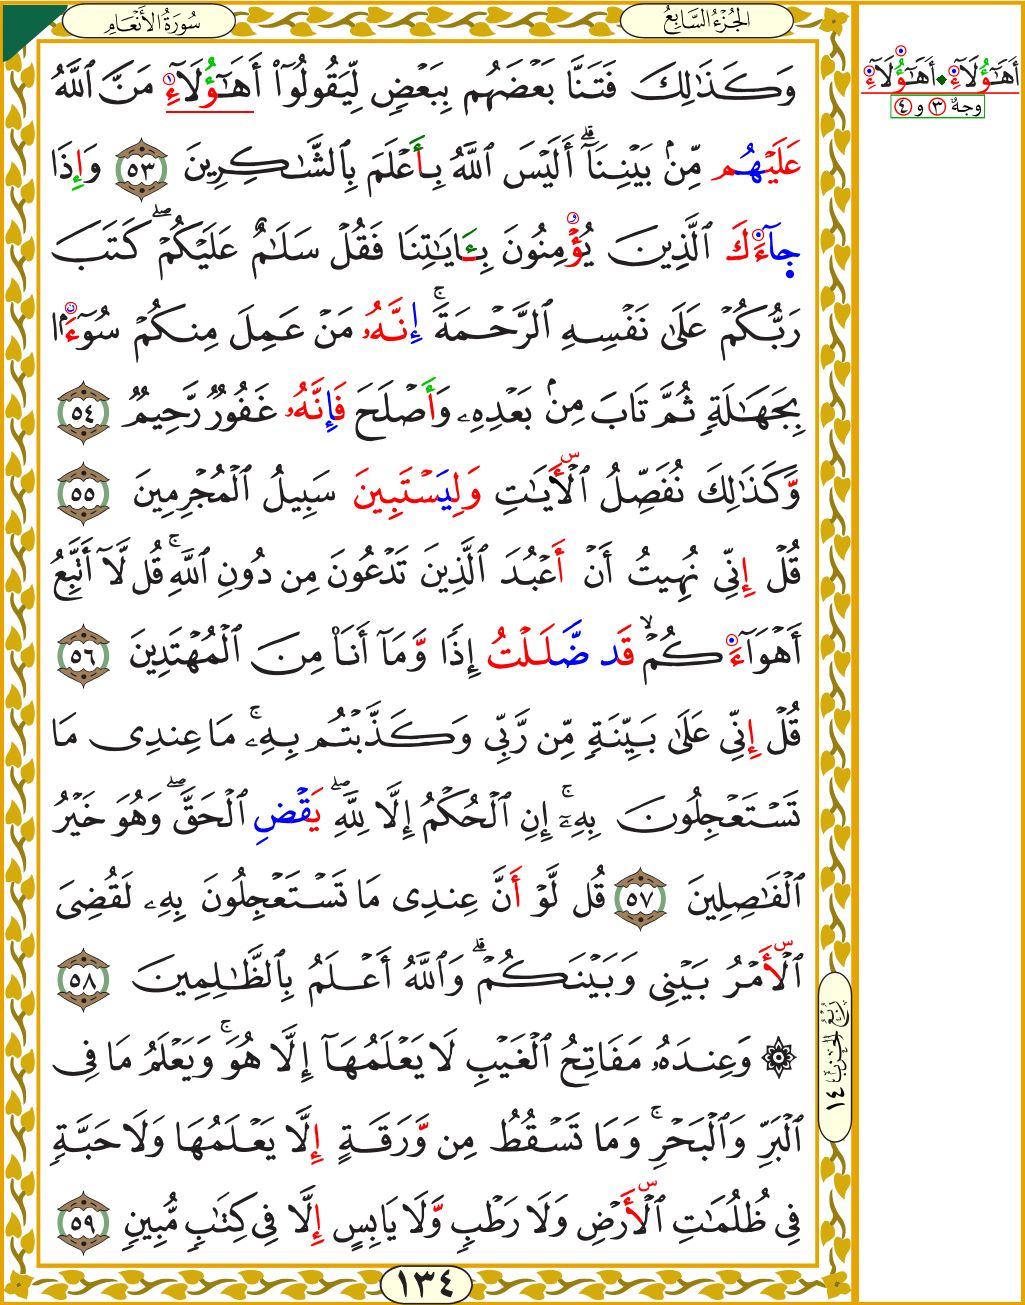 الجُزْءُ السَّابِعُ
سُورَةُ الأَنْعَامِ
وَكَذَٰلِكَ فَتَنَّا بَعْضَهُم بِبَعْضٍ لِّيَقُولُوٓا۟ أَهَـٰٓؤُلَآءِ مَنَّ ٱللَّهُ
عَلَيْهُم مِّنۢ بَيْنِنَآ ۗ أَلَيْسَ ٱللَّهُ بِأَعْلَمَ بِٱلشَّـٰكِرِينَ ٥٣ وَإِذَا
جِآءَكَ ٱلَّذِينَ يُؤْمِنُونَ بِـَٔايَـٰتِنَا فَقُلْ سَلَـٰمٌ عَلَيْكُمْ ۖ كَتَبَ
رَبُّكُمْ عَلَىٰ نَفْسِهِ ٱلرَّحْمَةَ ۚ إِنَّهُۥ مَنْ عَمِلَ مِنكُمْ سُوٓءًۢا
بِجَهَـٰلَةٍ ثُمَّ تَابَ مِنۢ بَعْدِهِۦ وَأَصْلَحَ فَإِنَّهُۥ غَفُورٌ رَّحِيمٌ ٥٤
وَّكَذَٰلِكَ نُفَصِّلُ ٱلْأَيَـٰتِ وَلِيَسْتَبِينَ سَبِيلُ ٱلْمُجْرِمِينَ ٥٥
قُلْ إِنِّى نُهِيتُ أَنْ أَعْبُدَ ٱلَّذِينَ تَدْعُونَ مِن دُونِ ٱللَّهِ ۚ قُل لَّآ أَتَّبِعُ
أَهْوَآءَكُمْ ۙ قَد ضَّلَلْتُ إِذًا وَّمَآ أَنَا۠ مِنَ ٱلْمُهْتَدِينَ ٥٦
قُلْ إِنِّى عَلَىٰ بَيِّنَةٍ مِّن رَّبِّى وَكَذَّبْتُم بِهِۦ ۚ مَا عِندِى مَا
تَسْتَعْجِلُونَ بِهِۦٓ ۚ إِنِ ٱلْحُكْمُ إِلَّا لِلَّهِ ۖ يَقْضِ ٱلْحَقَّ ۖ وَهُوَ خَيْرُ
ٱلْفَـٰصِلِينَ ٥٧ قُل لَّوْ أَنَّ عِندِى مَا تَسْتَعْجِلُونَ بِهِۦ لَقُضِىَ
ٱلْأَمْرُ بَيْنِى وَبَيْنَكُمْ ۗ وَٱللَّهُ أَعْلَمُ بِٱلظَّـٰلِمِينَ ٥٨
۞ وَعِندَهُۥ مَفَاتِحُ ٱلْغَيْبِ لَا يَعْلَمُهَآ إِلَّا هُوَ ۚ وَيَعْلَمُ مَا فِى
ٱلْبَرِّ وَٱلْبَحْرِ ۚ وَمَا تَسْقُطُ مِن وَّرَقَةٍ إِلَّا يَعْلَمُهَا وَلَا حَبَّةٍ
فِى ظُلُمَـٰتِ ٱلْأَرْضِ وَلَا رَطْبٍ وَّلَا يَابِسٍ إِلَّا فِى كِتَـٰبٍ مُّبِينٍ ٥٩
١٣٤
أَهَـٰٓؤُلَآءِ • أَهَـٰٓؤُلَآءِ
وجهُ ٣ و ٤
رُبْعُ الحِزْبِ ١٤